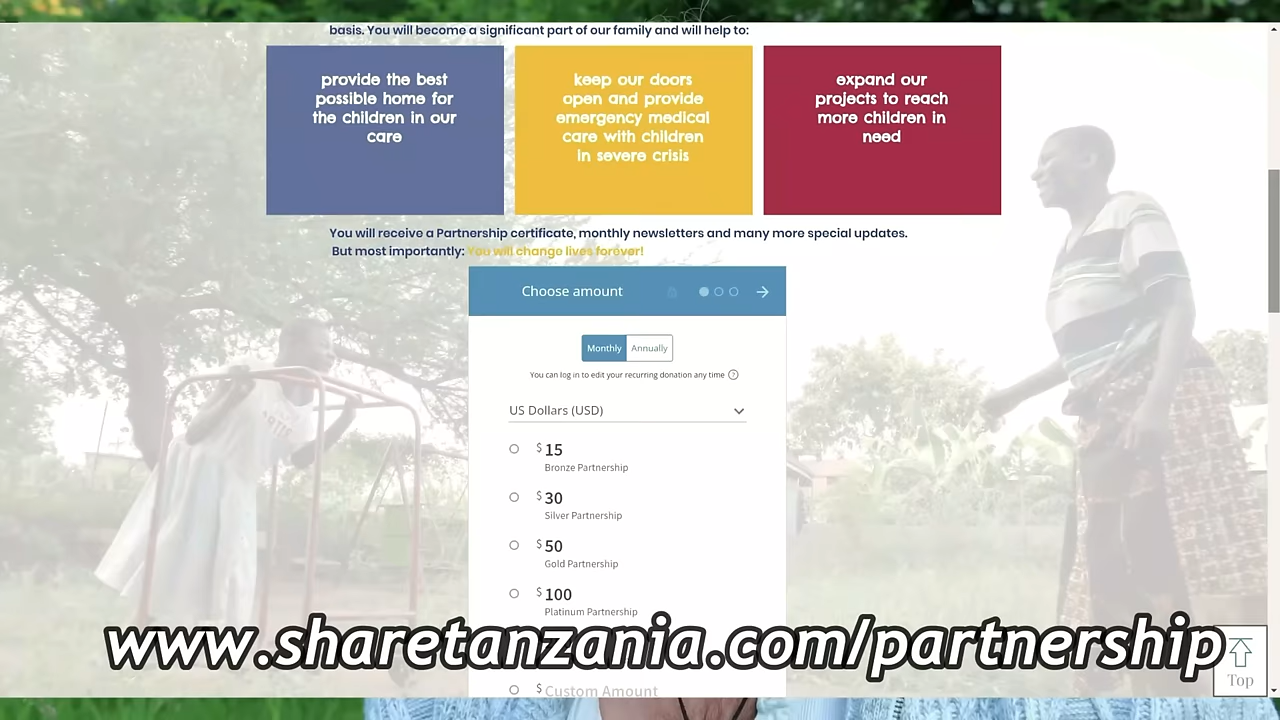 basis. You will become a significant part of our family and will help to:
provide the best
possible home for
the children in our
care
keep our doors
open and provide
emergency medical
care with children
in severe crisis
expand our
projects to reach
more children in
need
You will receive a Partnership certificate, monthly newsletters and many more special updates.
But most importantly: You will change lives forever!
Choose amount
Monthly Annually
You can log in to edit your recurring donation any time ?
US Dollars (USD)
$ 15
Bronze Partnership
$ 30
Silver Partnership
$ 50
Gold Partnership
$ 100
Platinum Partnership
www.sharetanzania.com/partnership
$ Custom Amount
Top